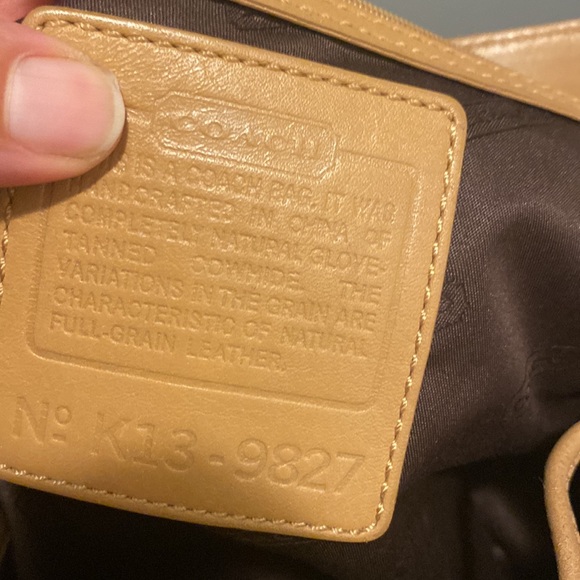 COACH
THIS IS A COACH BAG. IT WAS
HANDCRAFTED IN CHINA OF
COMPLETELY NATURAL GLOVE-
TANNED COWHIDE. THE
VARIATIONS IN THE GRAIN ARE
CHARACTERISTIC OF NATURAL
FULL-GRAIN LEATHER.
Nº K13-9827